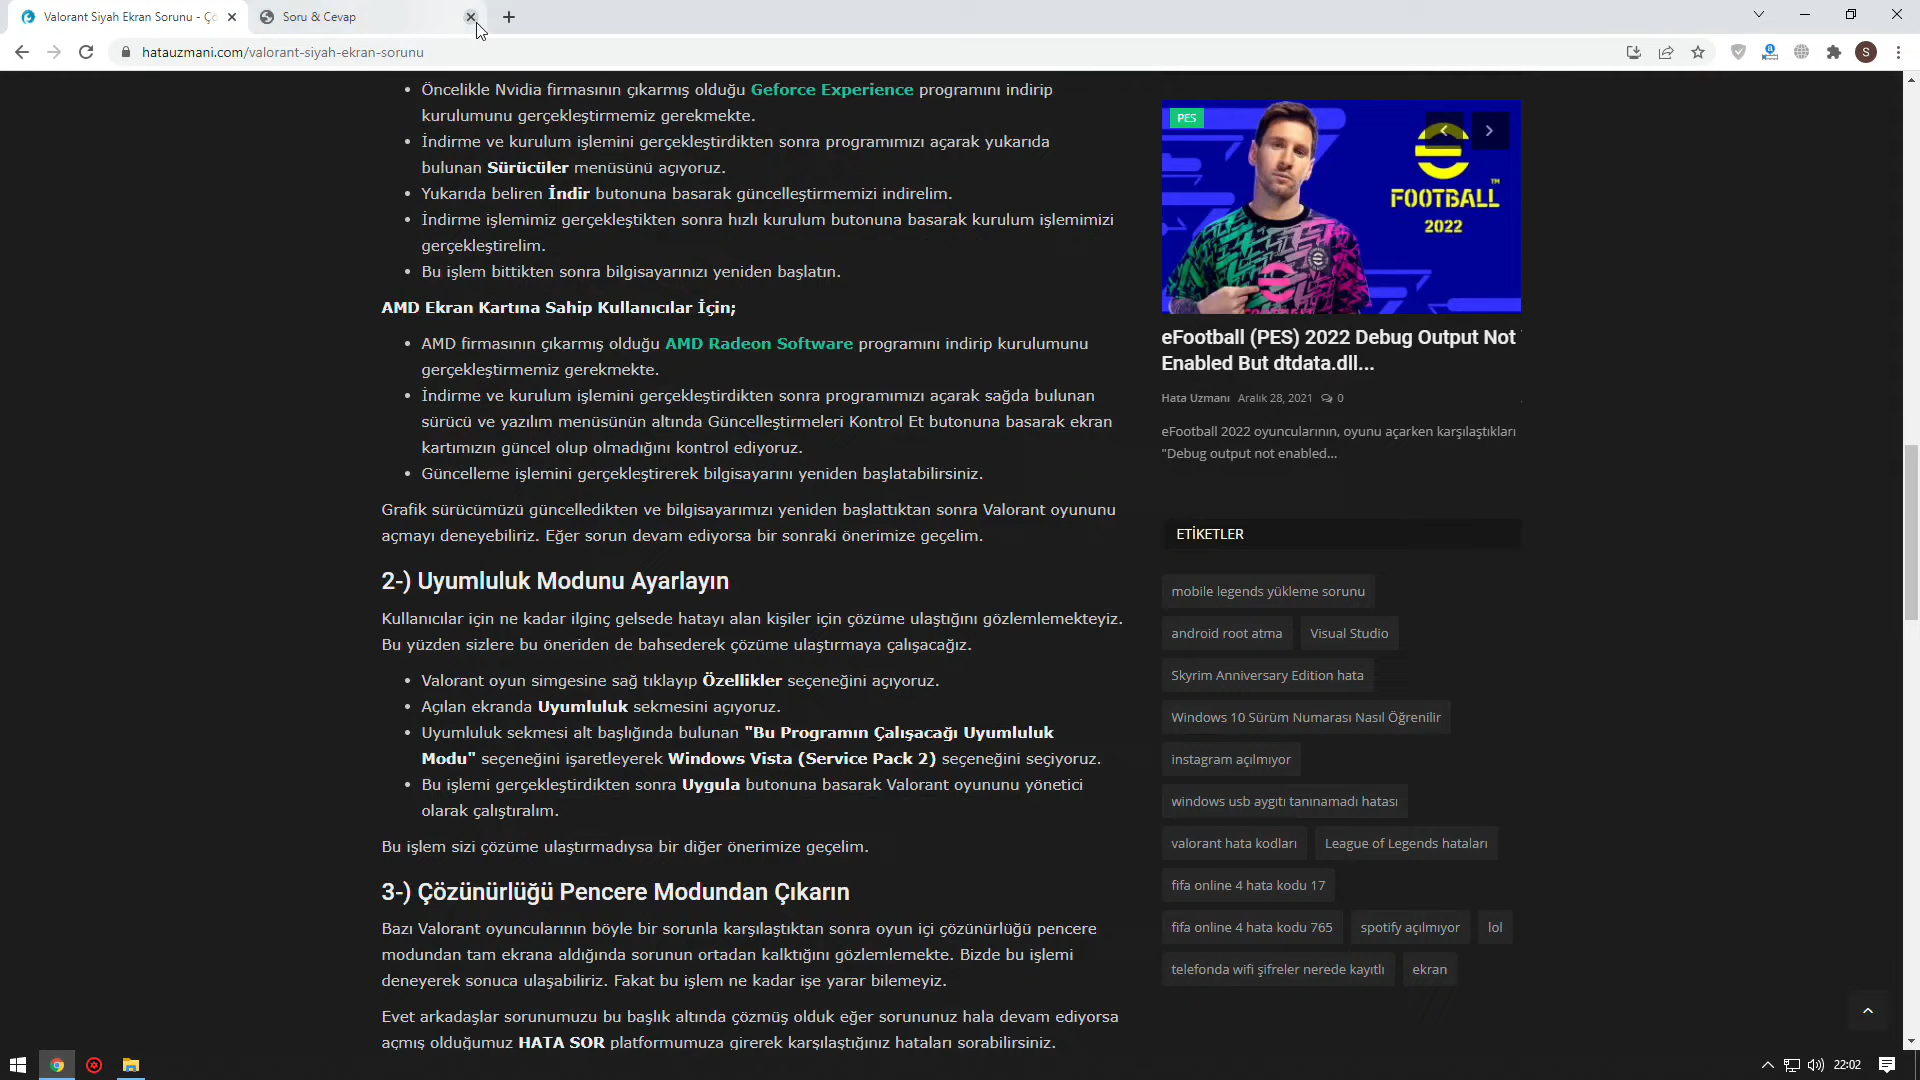 Valorant Siyah Ekran Sorunu - Ço
Soru & Cevap
hatauzmani.com/valorant-siyah-ekran-sorunu
S
Öncelikle Nvidia firmasının çıkarmış olduğu Geforce Experience programını indirip
kurulumunu gerçekleştirmemiz gerekmekte.
İndirme ve kurulum işlemini gerçekleştirdikten sonra programımızı açarak yukarıda
bulunan Sürücüler menüsünü açıyoruz.
Yukarıda beliren İndir butonuna basarak güncelleştirmemizi indirelim.
İndirme işlemimiz gerçekleştikten sonra hızlı kurulum butonuna basarak kurulum işlemimizi
gerçekleştirelim.
Bu işlem bittikten sonra bilgisayarınızı yeniden başlatın.
AMD Ekran Kartına Sahip Kullanıcılar İçin;
AMD firmasının çıkarmış olduğu AMD Radeon Software programını indirip kurulumunu
gerçekleştirmemiz gerekmekte.
İndirme ve kurulum işlemini gerçekleştirdikten sonra programımızı açarak sağda bulunan
sürücü ve yazılım menüsünün altında Güncelleştirmeleri Kontrol Et butonuna basarak ekran
kartımızın güncel olup olmadığını kontrol ediyoruz.
Güncelleme işlemini gerçekleştirerek bilgisayarını yeniden başlatabilirsiniz.
Grafik sürücümüzü güncelledikten ve bilgisayarımızı yeniden başlattıktan sonra Valorant oyununu
açmayı deneyebiliriz. Eğer sorun devam ediyorsa bir sonraki önerimize geçelim.
2-) Uyumluluk Modunu Ayarlayın
Kullanıcılar için ne kadar ilginç gelsede hatayı alan kişiler için çözüme ulaştığını gözlemlemekteyiz.
Bu yüzden sizlere bu öneriden de bahsederek çözüme ulaştırmaya çalışacağız.
Valorant oyun simgesine sağ tıklayıp Özellikler seçeneğini açıyoruz.
Açılan ekranda Uyumluluk sekmesini açıyoruz.
Uyumluluk sekmesi alt başlığında bulunan "Bu Programın Çalışacağı Uyumluluk
Modu" seçeneğini işaretleyerek Windows Vista (Service Pack 2) seçeneğini seçiyoruz.
Bu işlemi gerçekleştirdikten sonra Uygula butonuna basarak Valorant oyununu yönetici
olarak çalıştıralım.
Bu işlem sizi çözüme ulaştırmadıysa bir diğer önerimize geçelim.
3-) Çözünürlüğü Pencere Modundan Çıkarın
Bazı Valorant oyuncularının böyle bir sorunla karşılaştıktan sonra oyun içi çözünürlüğü pencere
modundan tam ekrana aldığında sorunun ortadan kalktığını gözlemlemekte. Bizde bu işlemi
deneyerek sonuca ulaşabiliriz. Fakat bu işlem ne kadar işe yarar bilemeyiz.
Evet arkadaşlar sorunumuzu bu başlık altında çözmüş olduk eğer sorununuz hala devam ediyorsa
açmış olduğumuz HATA SOR platformumuza girerek karşılaştığınız hataları sorabilirsiniz.
PES
FOOTBALL
2022
eFootball (PES) 2022 Debug Output Not
Enabled But dtdata.dll...
Hata Uzmanı Aralık 28, 2021 0
eFootball 2022 oyuncularının, oyunu açarken karşılaştıkları
"Debug output not enabled...
ETİKETLER
mobile legends yükleme sorunu
android root atma Visual Studio
Skyrim Anniversary Edition hata
Windows 10 Sürüm Numarası Nasıl Öğrenilir
instagram açılmıyor
windows usb aygıtı tanınamadı hatası
valorant hata kodları League of Legends hataları
fifa online 4 hata kodu 17
fifa online 4 hata kodu 765 spotify açılmıyor lol
telefonda wifi şifreler nerede kayıtlı ekran
22:02